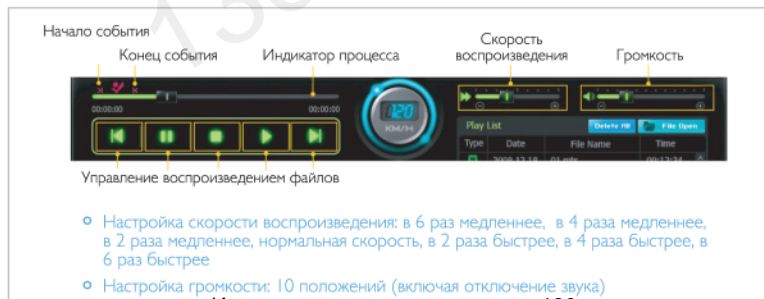 Начало события
Конец события
Индикатор процесса
Скорость
воспроизведения
Громкость
00:00:00
00:00:00
120
KM/H
Play List
Delete All
File Open
Type
Date
File Name
Time
Управление воспроизведением файлов
Настройка скорости воспроизведения: в 6 раз медленнее, в 4 раза медленнее,
в 2 раза медленнее, нормальная скорость, в 2 раза быстрее, в 4 раза быстрее, в
6 раз быстрее
Настройка громкости: 10 положений (включая отключение звука)